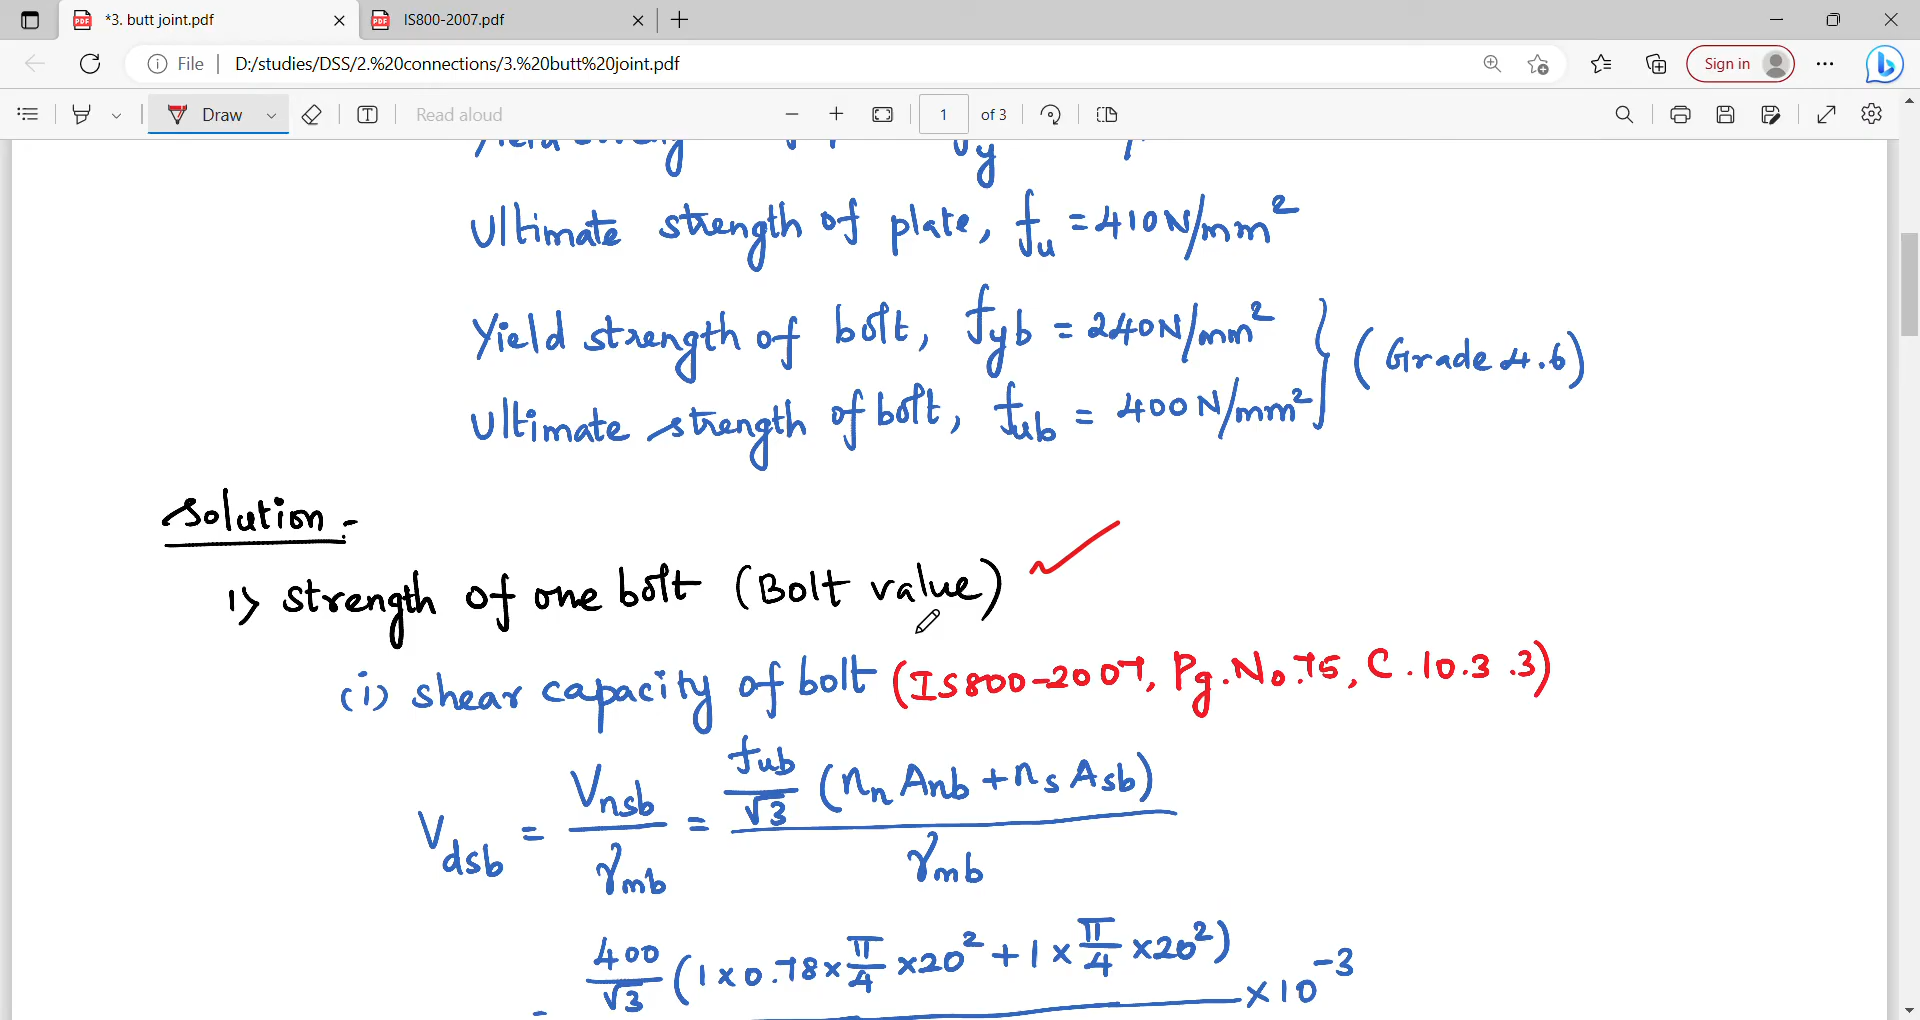 *3. butt joint.pdf
IS800-2007.pdf
File
D:/studies/DSS/2.%20connections/3.%20butt%20joint.pdf
Sign in
Draw
Read aloud
1 of 3
Ultimate strength of plate, fu = 410N/mm²
Yield strength of bolt, fyb = 240N/mm²
(Grade 4.6)
Ultimate strength of bolt, fub = 400N/mm²
Solution:-
1) Strength of one bolt (Bolt value)
(i) Shear capacity of bolt (IS800-2007, Pg.No.75, C.10.3.3)
Vdsb = Vnsb/γmb = fub/√3 (nn Anb + ns Asb)/γmb
= 400/√3 (1 x 0.78 x π/4 x 20² + 1 x π/4 x 20²) x 10⁻³